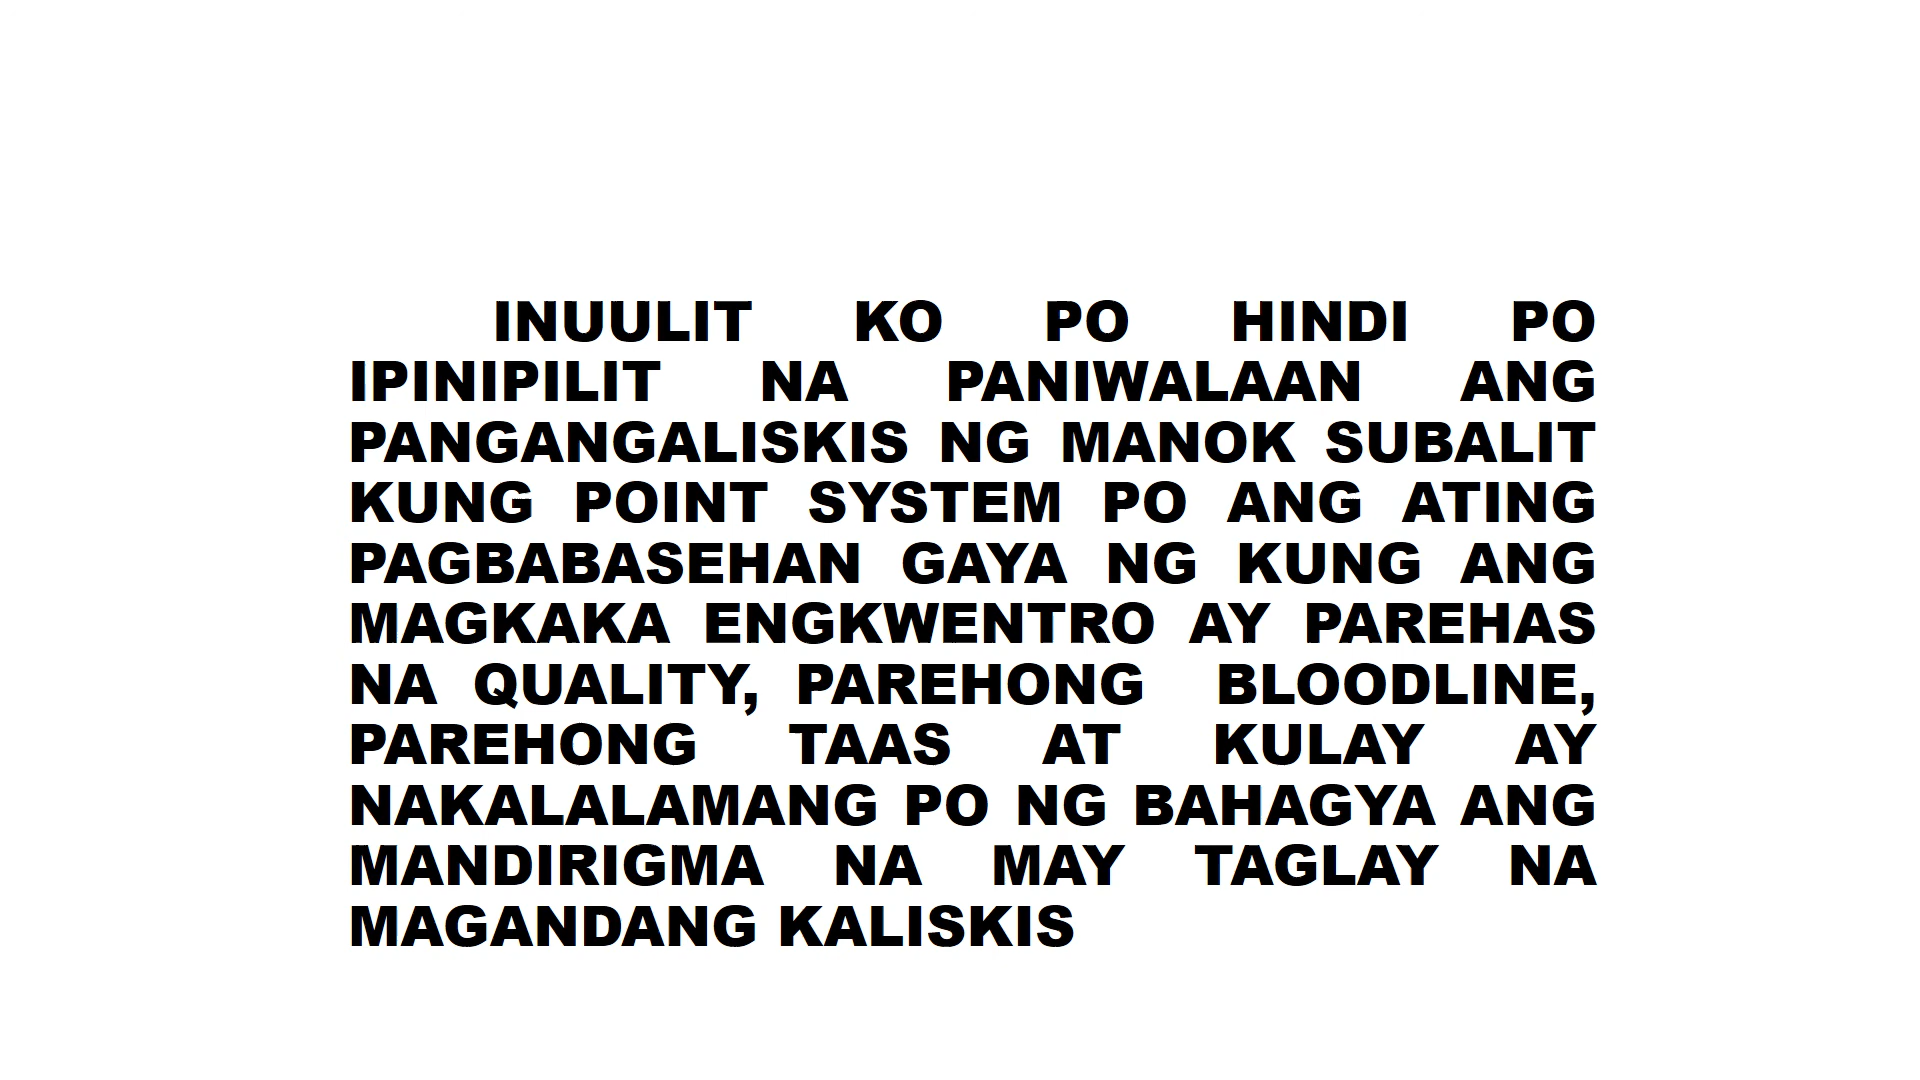 INUULIT KO PO HINDI PO
IPINIPILIT NA PANIWALAAN ANG
PANGANGALISKIS NG MANOK SUBALIT
KUNG POINT SYSTEM PO ANG ATING
PAGBABASEHAN GAYA NG KUNG ANG
MAGKAKA ENGKWENTRO AY PAREHAS
NA QUALITY, PAREHONG BLOODLINE,
PAREHONG TAAS AT KULAY AY
NAKALALAMANG PO NG BAHAGYA ANG
MANDIRIGMA NA MAY TAGLAY NA
MAGANDANG KALISKIS